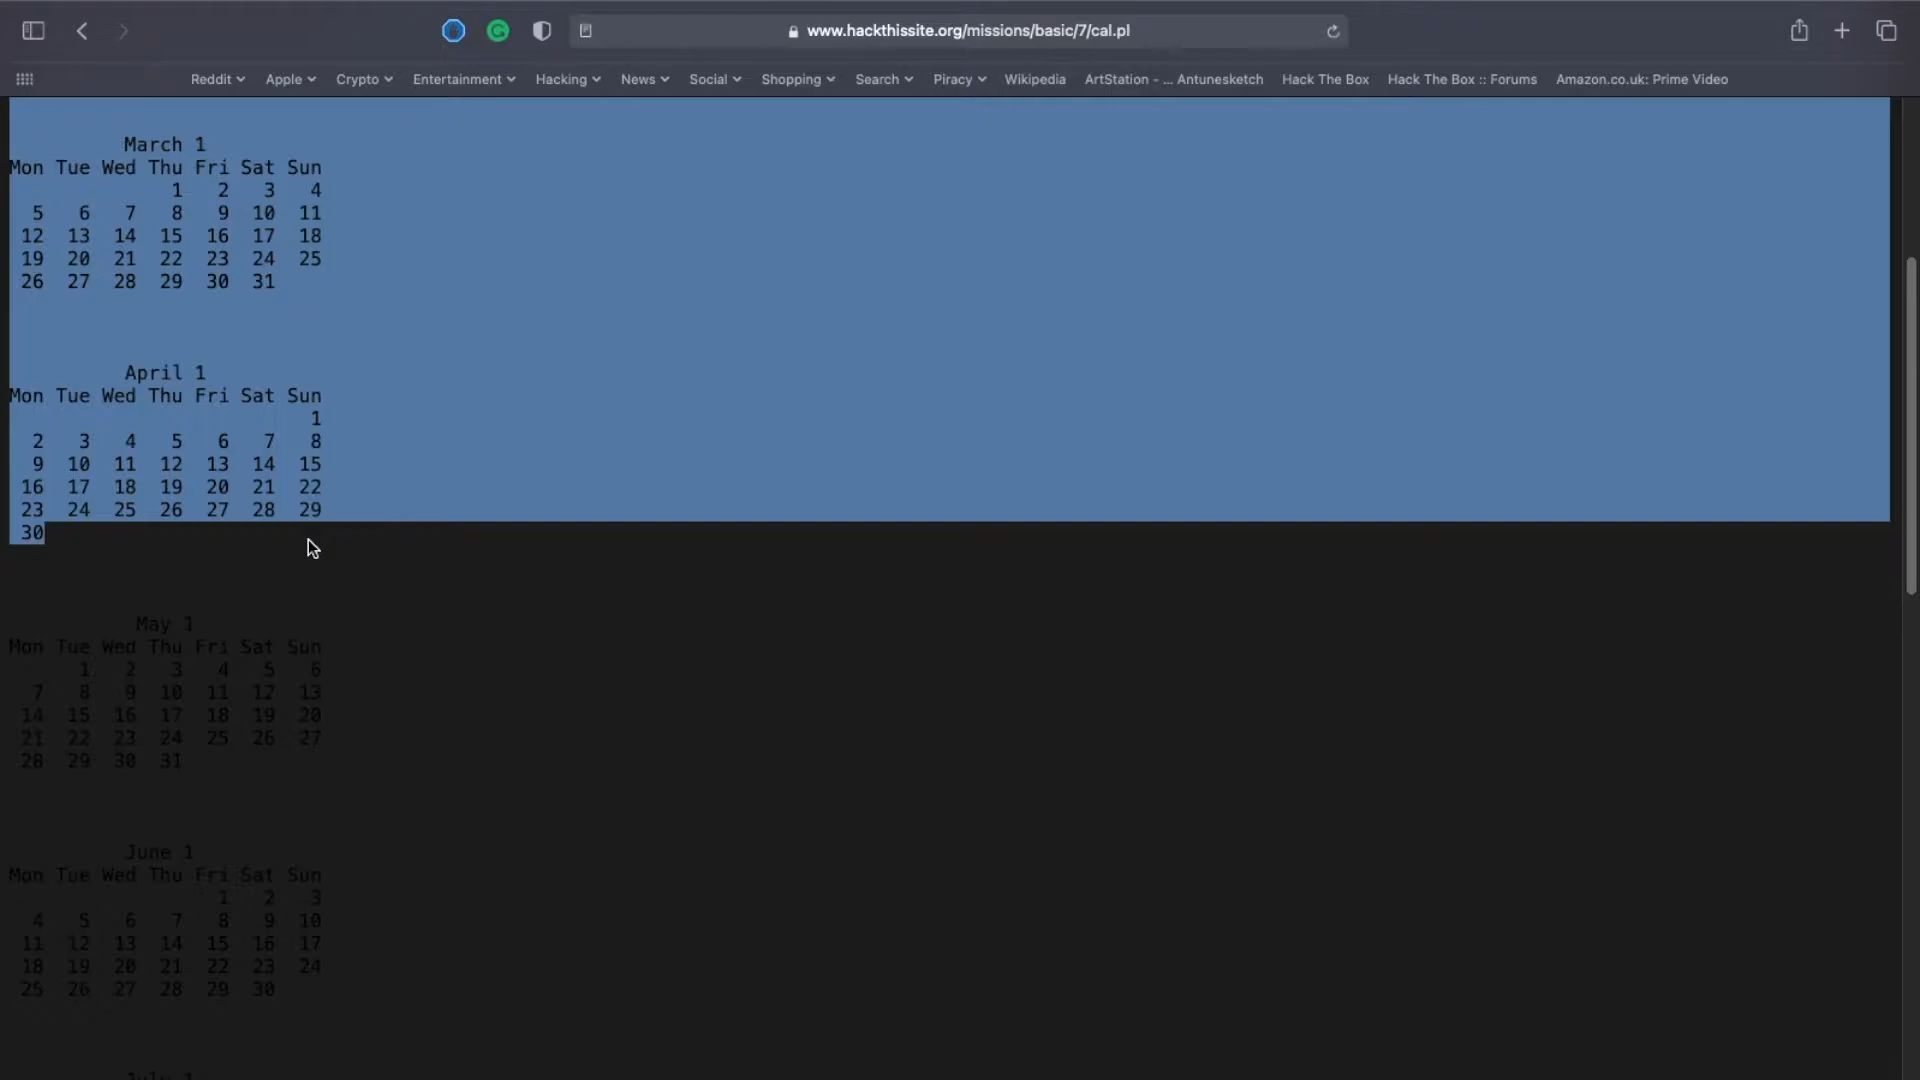 www.hackthissite.org/missions/basic/7/cal.pl
Reddit Apple Crypto Entertainment Hacking News Social Shopping Search Piracy Wikipedia ArtStation - ... Antunesketch Hack The Box Hack The Box :: Forums Amazon.co.uk: Prime Video
March 1
Mon Tue Wed Thu Fri Sat Sun
1 2 3 4
5 6 7 8 9 10 11
12 13 14 15 16 17 18
19 20 21 22 23 24 25
26 27 28 29 30 31
April 1
Mon Tue Wed Thu Fri Sat Sun
1
2 3 4 5 6 7 8
9 10 11 12 13 14 15
16 17 18 19 20 21 22
23 24 25 26 27 28 29
30
May 1
Mon Tue Wed Thu Fri Sat Sun
1 2 3 4 5 6
7 8 9 10 11 12 13
14 15 16 17 18 19 20
21 22 23 24 25 26 27
28 29 30 31
June 1
Mon Tue Wed Thu Fri Sat Sun
1 2 3
4 5 6 7 8 9 10
11 12 13 14 15 16 17
18 19 20 21 22 23 24
25 26 27 28 29 30
July 1